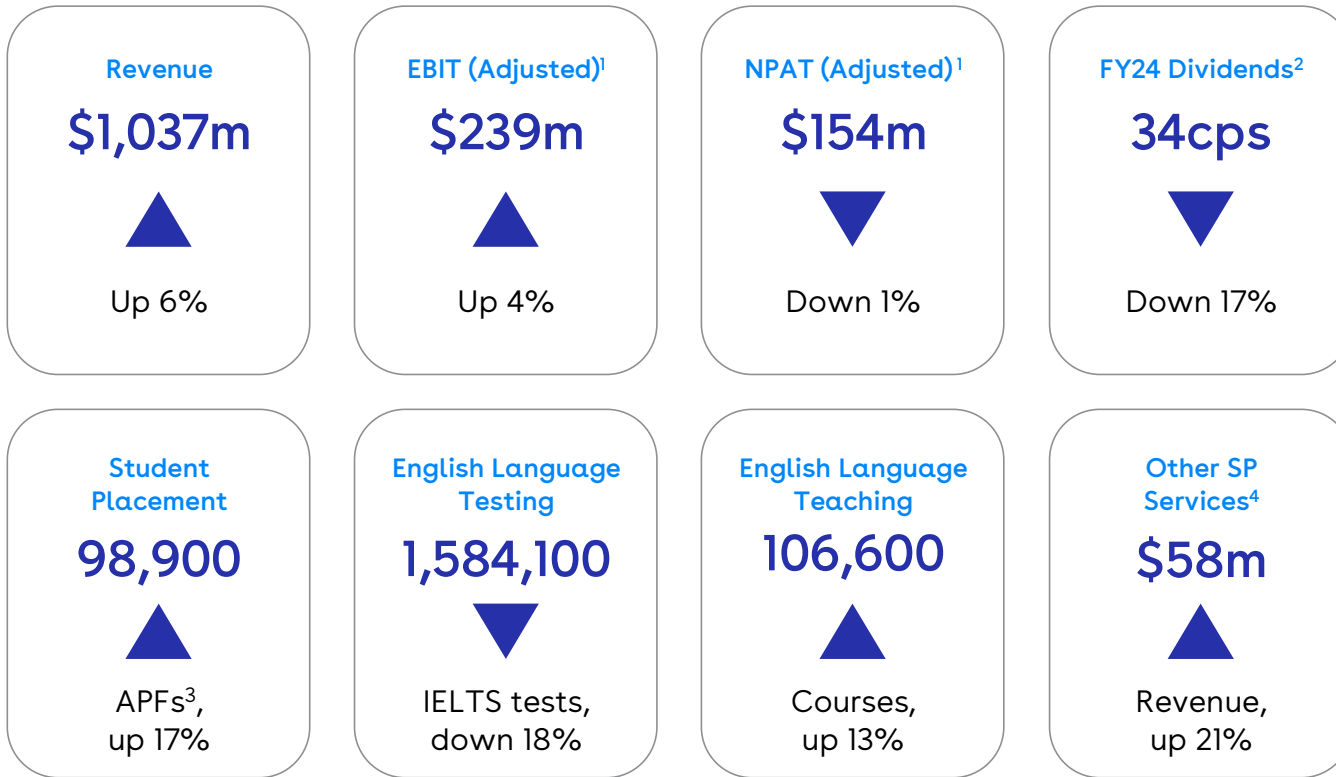 Revenue
$1,037m
Up 6%
EBIT (Adjusted)¹
$239m
Up 4%
NPAT (Adjusted)¹
$154m
Down 1%
FY24 Dividends²
34cps
Down 17%
Student
Placement
98,900
APFs³,
up 17%
English Language
Testing
1,584,100
IELTS tests,
down 18%
English Language
Teaching
106,600
Courses,
up 13%
Other SP
Services⁴
$58m
Revenue,
up 21%